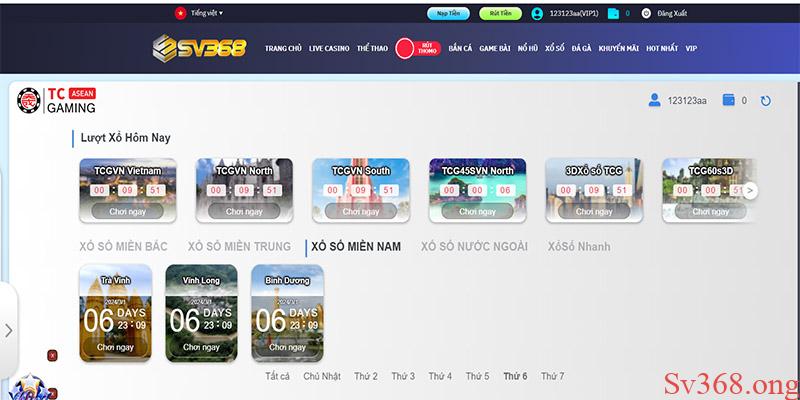 Tiếng việt
Nạp Tiền
Rút Tiền
123123aa(VIP1)
0
Đăng Xuất
SV368
TRANG CHỦ
LIVE CASINO
THỂ THAO
RÚT
THOMO
BẮN CÁ
GAME BÀI
NỔ HŨ
XỔ SỐ
ĐÁ GÀ
KHUYẾN MÃI
HOT NHẤT
VIP
TC ASEAN
GAMING
123123aa
0
Lượt Xổ Hôm Nay
TCGVN Vietnam
00 : 09 : 51
Chơi ngay
TCGVN North
00 : 09 : 51
Chơi ngay
TCGVN South
00 : 09 : 51
Chơi ngay
TCG45SVN North
00 : 00 : 06
Chơi ngay
3DXổ số TCG
00 : 09 : 51
Chơi ngay
TCG60s3D
00 : 00 : 51
Chơi ngay
XỔ SỐ MIỀN BẮC
XỔ SỐ MIỀN TRUNG
XỔ SỐ MIỀN NAM
XỔ SỐ NƯỚC NGOÀI
XổSố Nhanh
Trà Vinh
2024/3/1
06 DAYS
23 : 09
Chơi ngay
Vĩnh Long
2024/3/1
06 DAYS
23 : 09
Chơi ngay
Bình Dương
2024/3/1
06 DAYS
23 : 09
Chơi ngay
Tất cả
Chủ Nhật
Thứ 2
Thứ 3
Thứ 4
Thứ 5
Thứ 6
Thứ 7
Sv368.ong